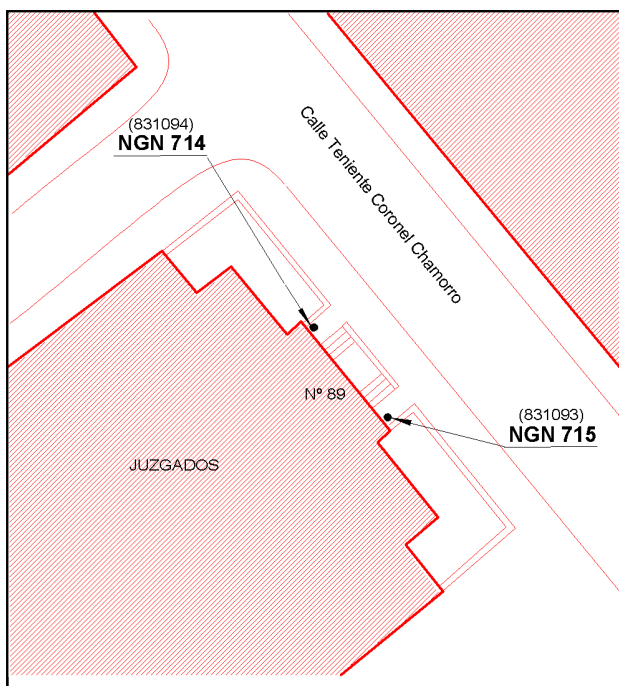 (831094)
NGN 714
Calle Teniente Coronel Chamorro
Nº 89
(831093)
NGN 715
JUZGADOS